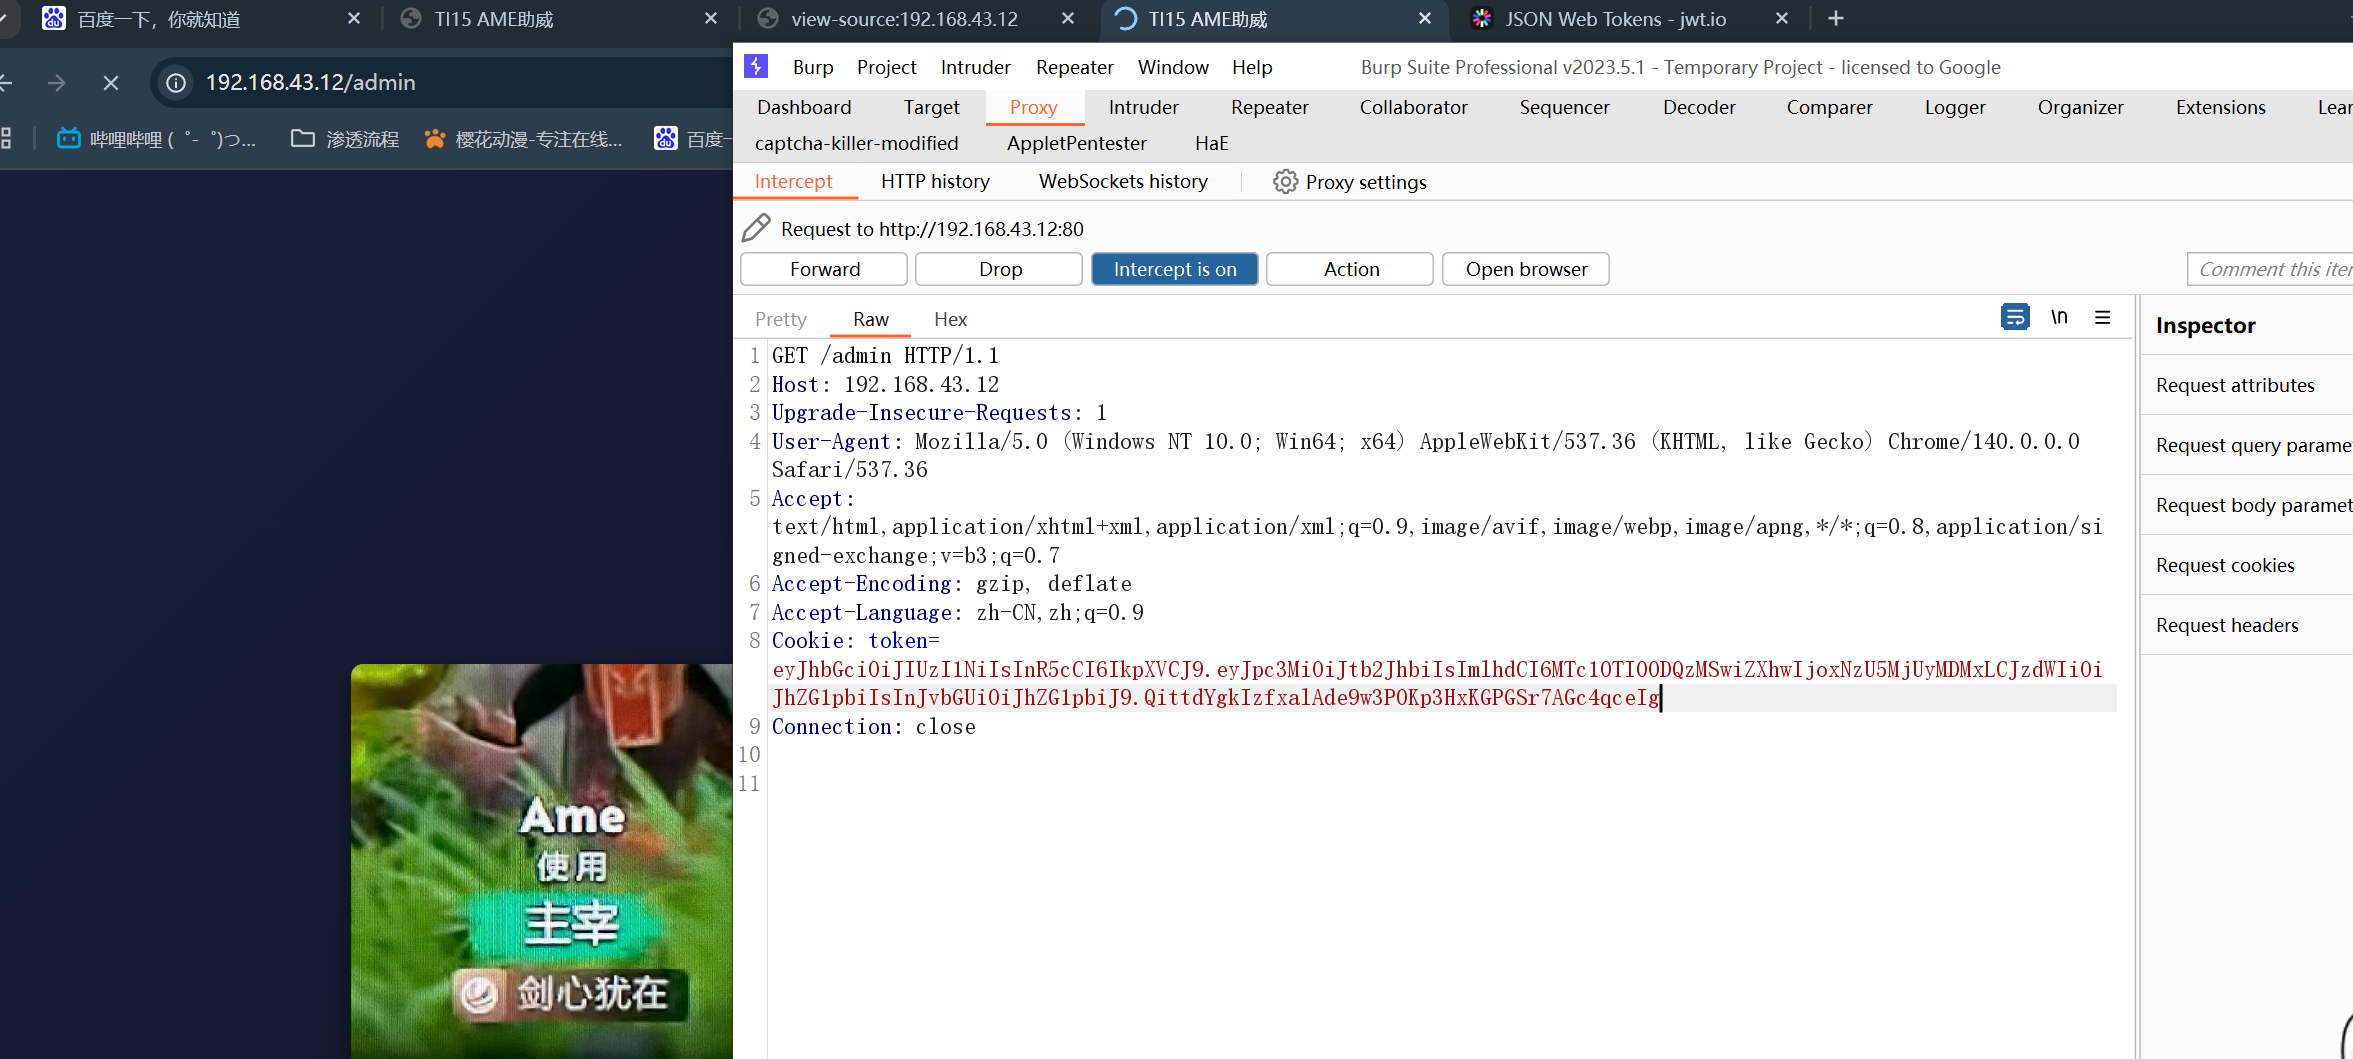 百度一下，你就知道
TI15 AME助威
view-source:192.168.43.12
TI15 AME助威
JSON Web Tokens - jwt.io
192.168.43.12/admin
哔哩哔哩 ( ゜- ゜)つ...
渗透流程
樱花动漫-专注在线...
百度一
Burp Project Intruder Repeater Window Help
Burp Suite Professional v2023.5.1 - Temporary Project - licensed to Google
Dashboard Target Proxy Intruder Repeater Collaborator Sequencer Decoder Comparer Logger Organizer Extensions Lear
captcha-killer-modified AppletPentester HaE
Intercept HTTP history WebSockets history Proxy settings
Request to http://192.168.43.12:80
Forward Drop Intercept is on Action Open browser
Comment this iter
Pretty Raw Hex
\n
1 GET /admin HTTP/1.1
2 Host: 192.168.43.12
3 Upgrade-Insecure-Requests: 1
4 User-Agent: Mozilla/5.0 (Windows NT 10.0; Win64; x64) AppleWebKit/537.36 (KHTML, like Gecko) Chrome/140.0.0.0
Safari/537.36
5 Accept:
text/html,application/xhtml+xml,application/xml;q=0.9,image/avif,image/webp,image/apng,*/*;q=0.8,application/si
gned-exchange;v=b3;q=0.7
6 Accept-Encoding: gzip, deflate
7 Accept-Language: zh-CN,zh;q=0.9
8 Cookie: token=
eyJhbGciOiJIUzI1NiIsInR5cCI6IkpXVCJ9.eyJpc3MiOiJtb2JhbiIsImlhdCI6MTc1OTI0ODQzMSwiZXhwIjoxNzU5MjUyMDMxLCJzdWIiOi
JhZG1pbiIsInJvbGUiOiJhZG1pbiJ9.QittdYgkIzfxalAde9w3POKp3HxKGPGSr7AGc4qceIg
9 Connection: close
10
11
Inspector
Request attributes
Request query parame
Request body paramet
Request cookies
Request headers
Ame
使用
主宰
剑心犹在